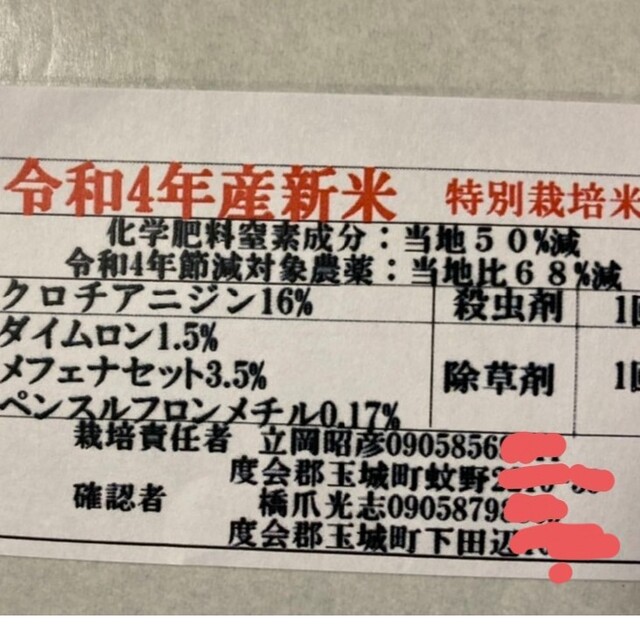 令和4年産新米 特別栽培米
化学肥料窒素成分：当地５０%減
令和4年節減対象農薬：当地比６８%減
クロチアニジン16% 殺虫剤 1回
ダイムロン1.5%
メフェナセット3.5% 除草剤 1回
ペンスルフロンメチル0.17%
栽培責任者 立岡昭彦0905856
度会郡玉城町蚊野
確認者 橋爪光志0905879
度会郡玉城町下田辺